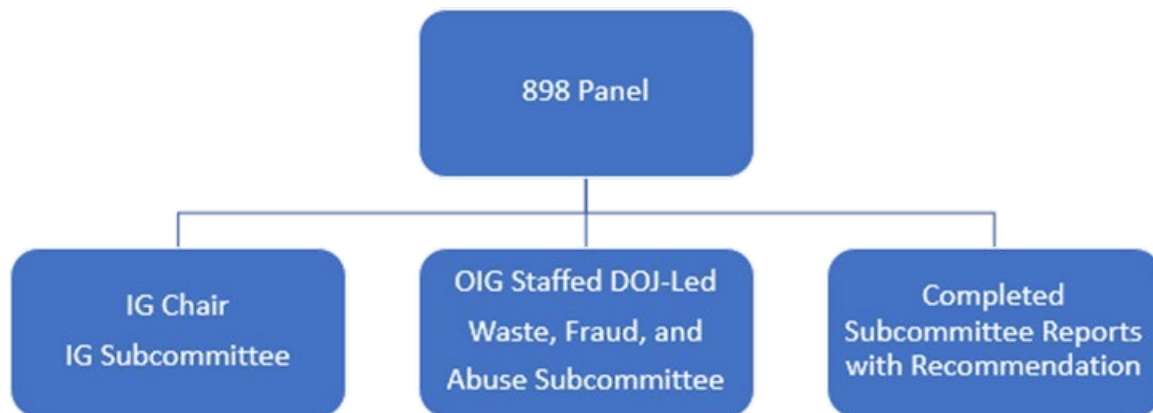 898 Panel
IG Chair
IG Subcommittee
OIG Staffed DOJ-Led
Waste, Fraud, and
Abuse Subcommittee
Completed
Subcommittee Reports
with Recommendation